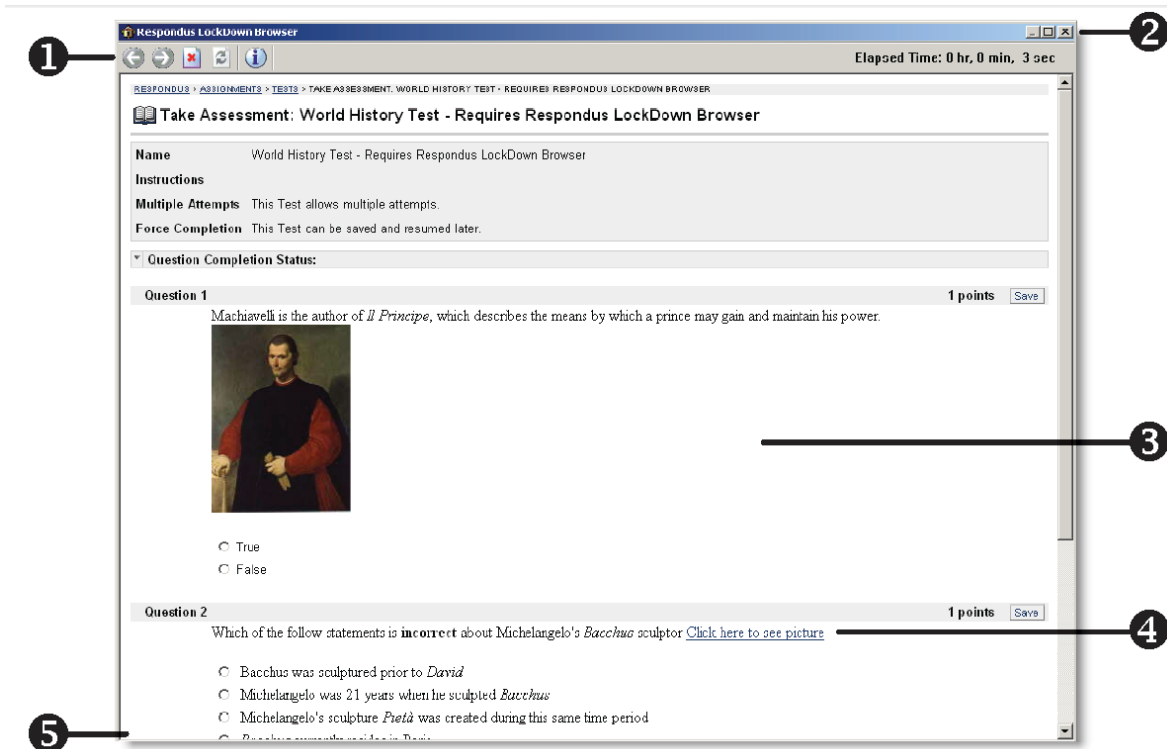 Respondus LockDown Browser
Elapsed Time: 0 hr, 0 min, 3 sec
RESPONDUS > ASSIGNMENTS > TESTS > TAKE ASSESSMENT: WORLD HISTORY TEST - REQUIRES RESPONDUS LOCKDOWN BROWSER
Take Assessment: World History Test - Requires Respondus LockDown Browser
Name World History Test - Requires Respondus LockDown Browser
Instructions
Multiple Attempts This Test allows multiple attempts.
Force Completion This Test can be saved and resumed later.
Question Completion Status:
Question 1 1 points Save
Machiavelli is the author of Il Principe, which describes the means by which a prince may gain and maintain his power.
True
False
Question 2 1 points Save
Which of the follow statements is incorrect about Michelangelo's Bacchus sculptor Click here to see picture
Bacchus was sculptured prior to David
Michelangelo was 21 years when he sculpted Bacchus
Michelangelo's sculpture Pietà was created during this same time period
Bacchus currently resides in Paris
1
2
3
4
5